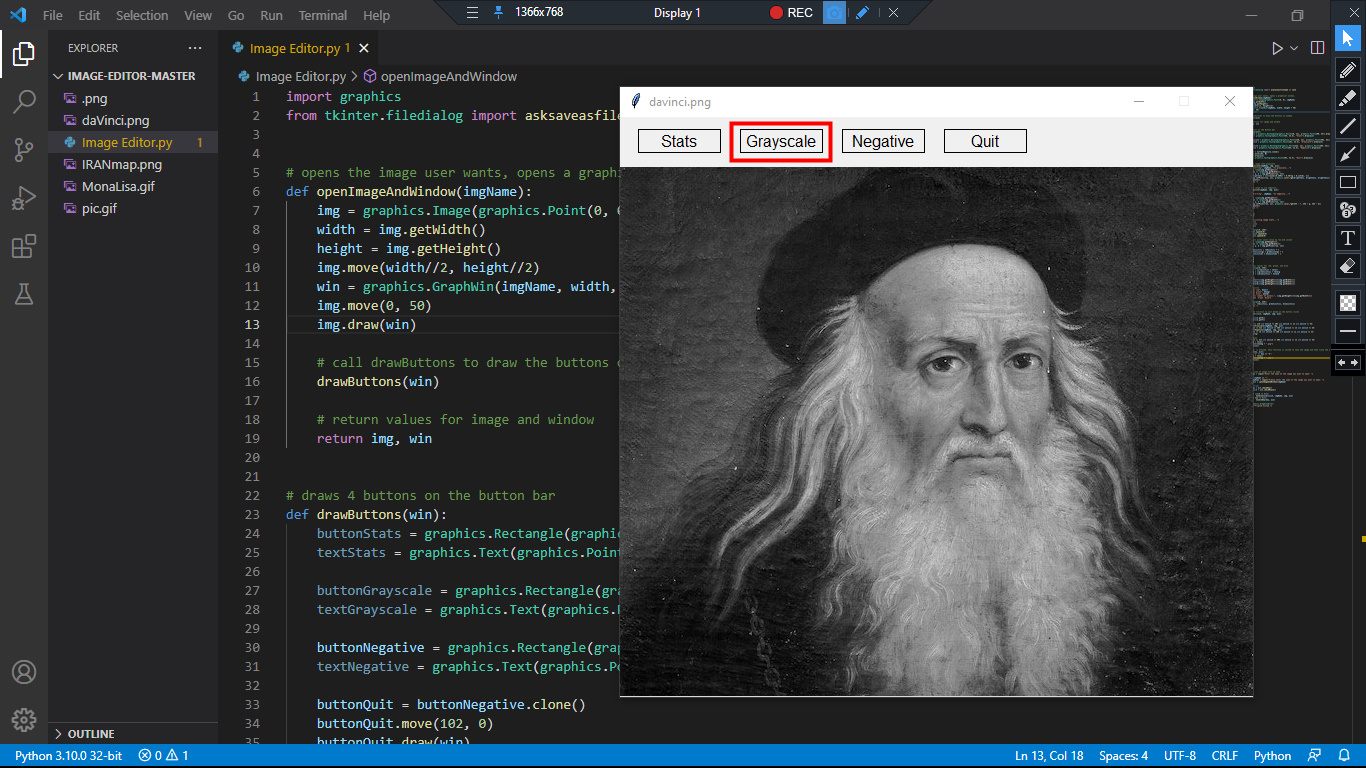 File Edit Selection View Go Run Terminal Help
1366x768 Display 1 REC
EXPLORER
IMAGE-EDITOR-MASTER
.png
daVinci.png
Image Editor.py 1
IRANmap.png
MonaLisa.gif
pic.gif
OUTLINE
Image Editor.py 1
Image Editor.py > openImageAndWindow
1 import graphics
2 from tkinter.filedialog import asksaveasfile
3
4
5 # opens the image user wants, opens a
6 def openImageAndWindow(imgName):
7 img = graphics.Image(graphics.Point(0,
8 width = img.getWidth()
9 height = img.getHeight()
10 img.move(width//2, height//2)
11 win = graphics.GraphWin(imgName, width,
12 img.move(0, 50)
13 img.draw(win)
14
15 # call drawButtons to draw the buttons
16 drawButtons(win)
17
18 # return values for image and window
19 return img, win
20
21
22 # draws 4 buttons on the button bar
23 def drawButtons(win):
24 buttonStats = graphics.Rectangle(
25 textStats = graphics.Text(
26
27 buttonGrayscale = graphics.Rectangle(
28 textGrayscale = graphics.Text(graphics.
29
30 buttonNegative = graphics.Rectangle(
31 textNegative = graphics.Text(graphics.
32
33 buttonQuit = buttonNegative.clone()
34 buttonQuit.move(102, 0)
35 buttonQuit.draw(win)
davinci.png
Stats Grayscale Negative Quit
T
Python 3.10.0 32-bit 0 1 Ln 13, Col 18 Spaces: 4 UTF-8 CRLF Python